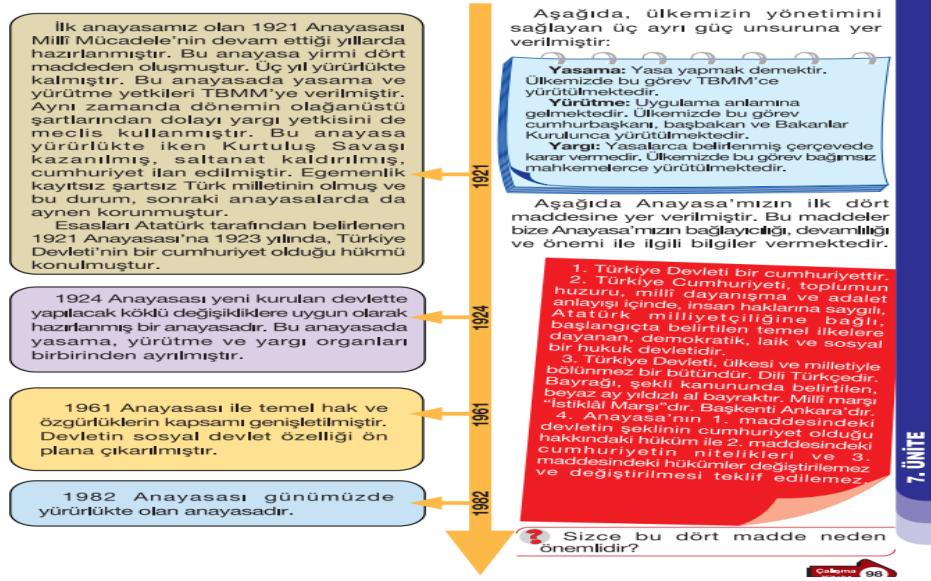 İlk anayasamız olan 1921 Anayasası
Millî Mücadele'nin devam ettiği yıllarda
hazırlanmıştır. Bu anayasa yirmi dört
maddeden oluşmuştur. Üç yıl yürürlükte
kalmıştır. Bu anayasada yasama ve
yürütme yetkileri TBMM'ye verilmiştir.
Aynı zamanda dönemin olağanüstü
şartlarından dolayı yargı yetkisini de
meclis kullanmıştır. Bu anayasa
yürürlükte iken Kurtuluş Savaşı
kazanılmış, saltanat kaldırılmış,
cumhuriyet ilan edilmiştir. Egemenlik
kayıtsız şartsız Türk milletinin olmuş ve
bu durum, sonraki anayasalarda da
aynen korunmuştur.
Esasları Atatürk tarafından belirlenen
1921 Anayasası'na 1923 yılında, Türkiye
Devleti'nin bir cumhuriyet olduğu hükmü
konulmuştur.
1921
1924 Anayasası yeni kurulan devlette
yapılacak köklü değişikliklere uygun olarak
hazırlanmış bir anayasadır. Bu anayasada
yasama, yürütme ve yargı organları
birbirinden ayrılmıştır.
1924
1961 Anayasası ile temel hak ve
özgürlüklerin kapsamı genişletilmiştir.
Devletin sosyal devlet özelliği ön
plana çıkarılmıştır.
1961
1982 Anayasası günümüzde
yürürlükte olan anayasadır.
1982
Aşağıda, ülkemizin yönetimini
sağlayan üç ayrı güç unsuruna yer
verilmiştir:
Yasama: Yasa yapmak demektir.
Ülkemizde bu görev TBMM'ce
yürütülmektedir.
Yürütme: Uygulama anlamına
gelmektedir. Ülkemizde bu görev
cumhurbaşkanı, başbakan ve Bakanlar
Kurulunca yürütülmektedir.
Yargı: Yasalarca belirlenmiş çerçevede
karar vermedir. Ülkemizde bu görev bağımsız
mahkemelerce yürütülmektedir.
Aşağıda Anayasa'mızın ilk dört
maddesine yer verilmiştir. Bu maddeler
bize Anayasa'mızın bağlayıcılığı, devamlılığı
ve önemi ile ilgili bilgiler vermektedir.
1. Türkiye Devleti bir cumhuriyettir.
2. Türkiye Cumhuriyeti, toplumun
huzuru, millî dayanışma ve adalet
anlayışı içinde, insan haklarına saygılı,
Atatürk milliyetçiliğine bağlı,
başlangıçta belirtilen temel ilkelere
dayanan, demokratik, laik ve sosyal
bir hukuk devletidir.
3. Türkiye Devleti, ülkesi ve milletiyle
bölünmez bir bütündür. Dili Türkçedir.
Bayrağı, şekli kanununda belirtilen,
beyaz ay yıldızlı al bayraktır. Millî marşı
"İstiklâl Marşı"dır. Başkenti Ankara'dır.
4. Anayasa'nın 1. maddesindeki
devletin şeklinin cumhuriyet olduğu
hakkındaki hüküm ile 2. maddesindeki
cumhuriyetin nitelikleri ve 3.
maddesindeki hükümler değiştirilemez
ve değiştirilmesi teklif edilemez.
? Sizce bu dört madde neden
önemlidir?
7. ÜNİTE
Çalışma
98